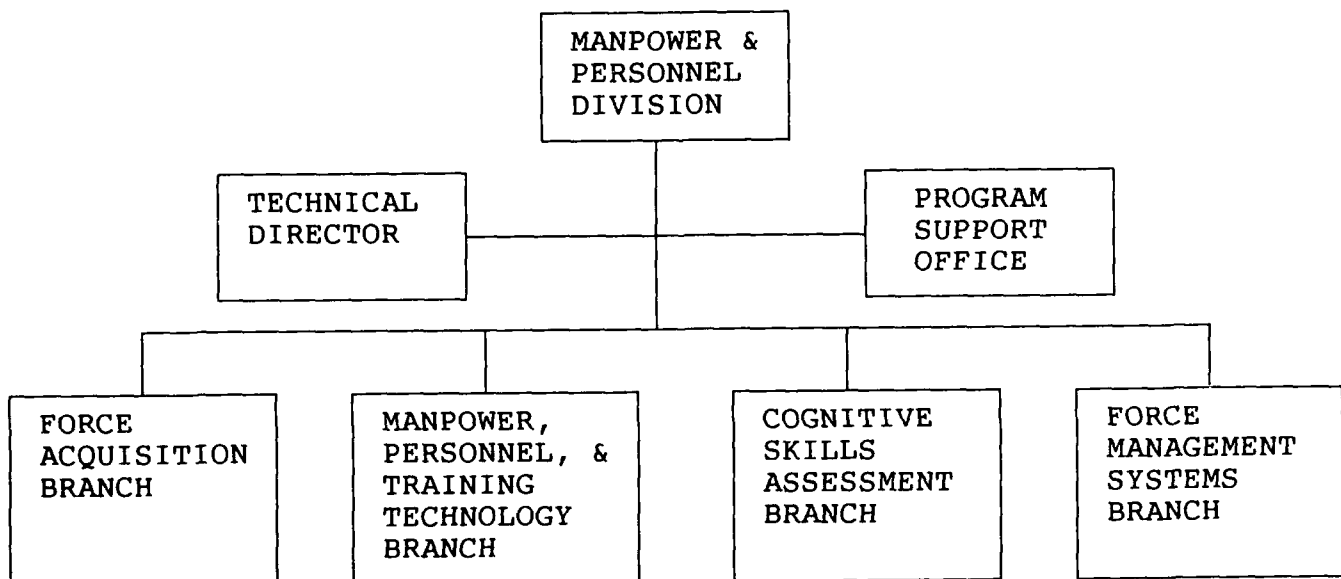 MANPOWER &
PERSONNEL
DIVISION
TECHNICAL
DIRECTOR
PROGRAM
SUPPORT
OFFICE
FORCE
ACQUISITION
BRANCH
MANPOWER,
PERSONNEL, &
TRAINING
TECHNOLOGY
BRANCH
COGNITIVE
SKILLS
ASSESSMENT
BRANCH
FORCE
MANAGEMENT
SYSTEMS
BRANCH